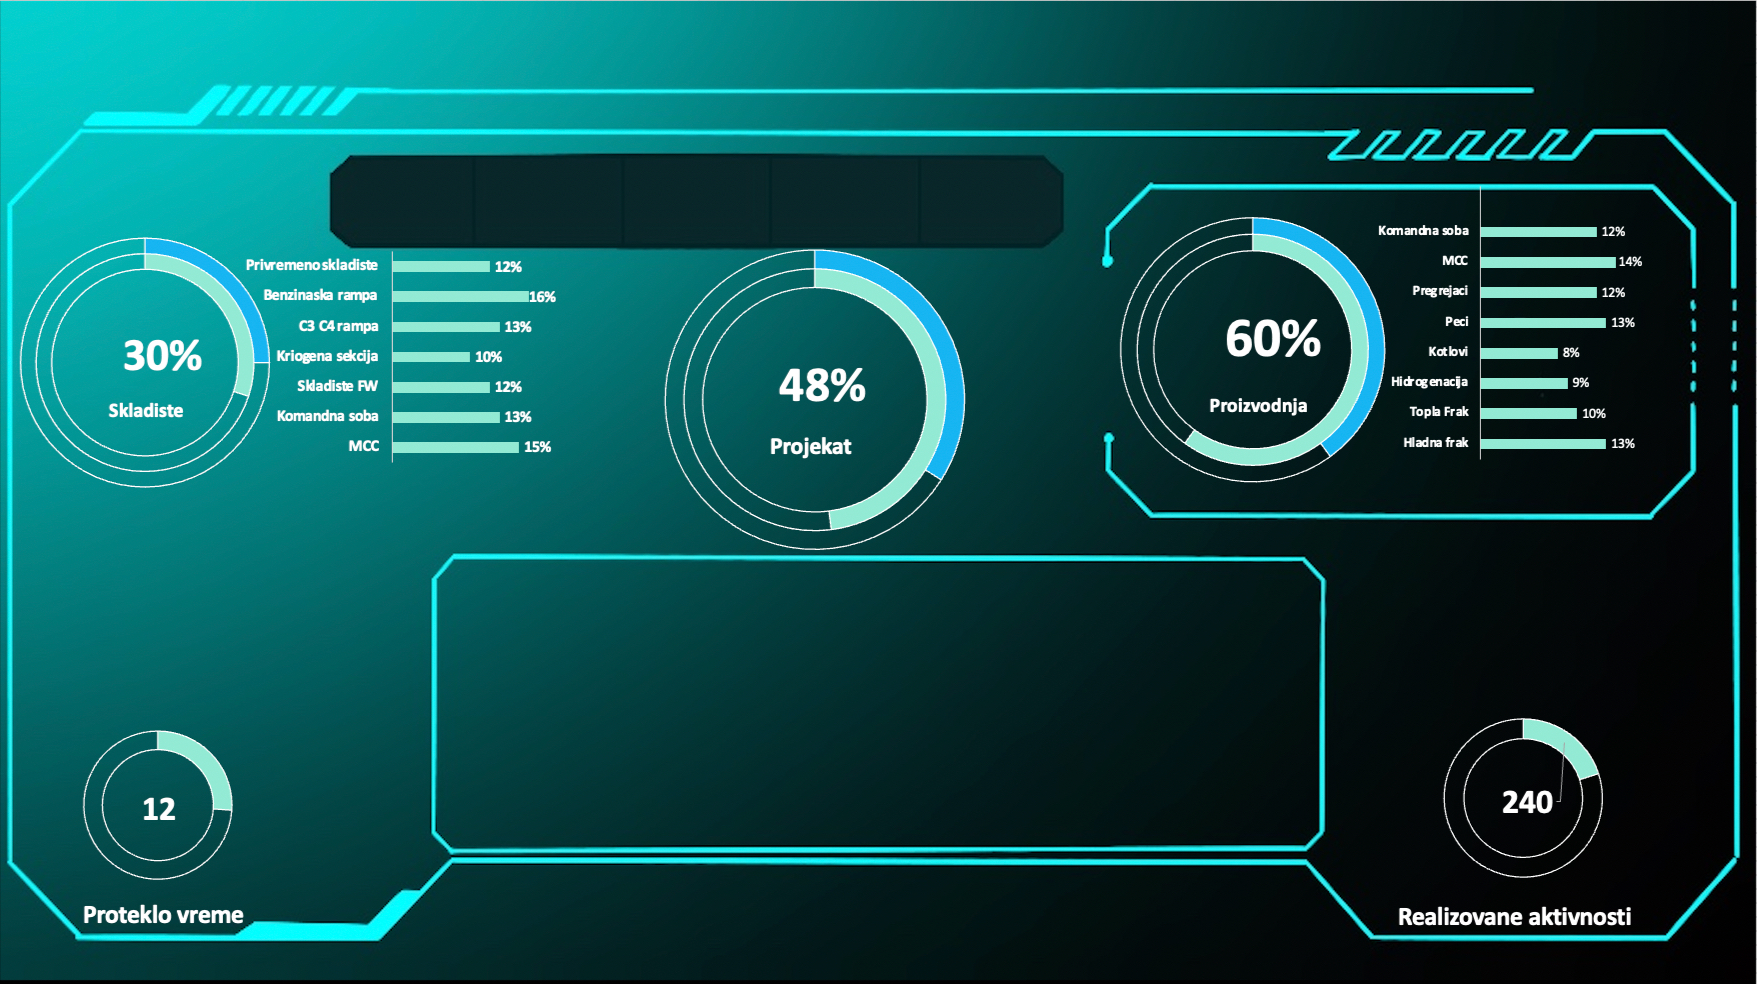 30%
Skladiste
Privremeno skladiste 12%
Benzinaska rampa 16%
C3 C4 rampa 13%
Kriogena sekcija 10%
Skladiste FW 12%
Komandna soba 13%
MCC 15%
48%
Projekat
60%
Proizvodnja
Komandna soba 12%
MCC 14%
Pregrejaci 12%
Peci 13%
Kotlovi 8%
Hidrogenacija 9%
Topla Frak 10%
Hladna frak 13%
12
Proteklo vreme
240
Realizovane aktivnosti